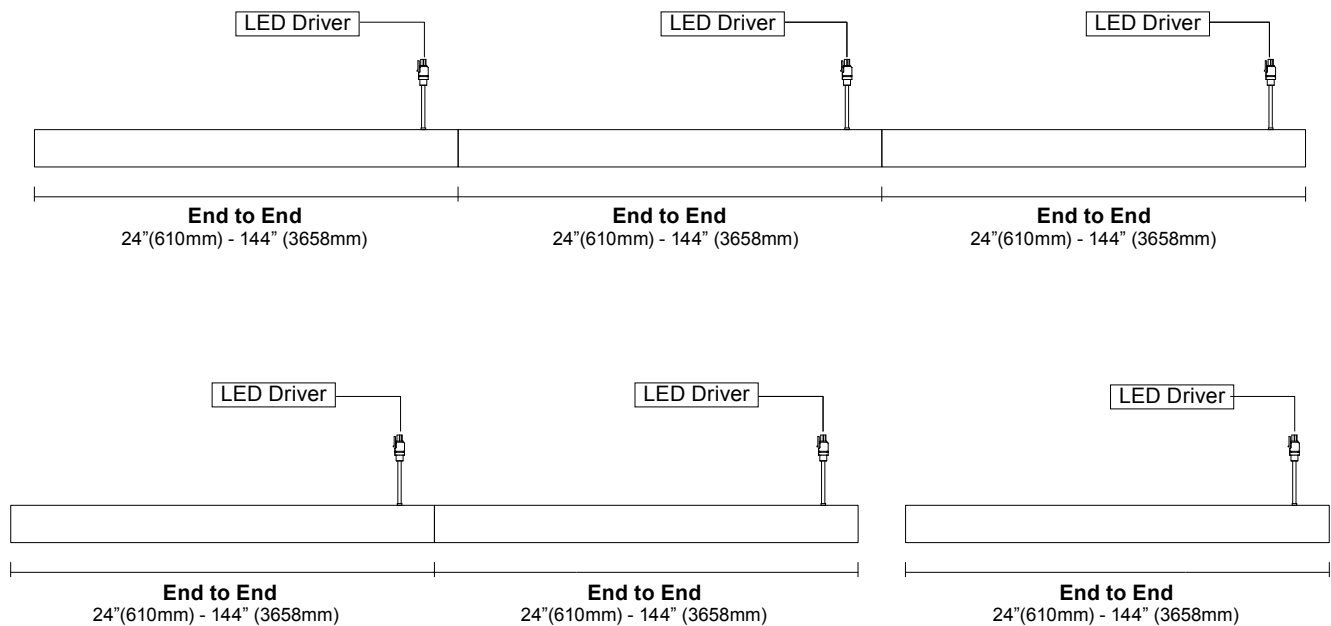 LED Driver
LED Driver
LED Driver
End to End
24”(610mm) - 144” (3658mm)
End to End
24”(610mm) - 144” (3658mm)
End to End
24”(610mm) - 144” (3658mm)
LED Driver
LED Driver
LED Driver
End to End
24”(610mm) - 144” (3658mm)
End to End
24”(610mm) - 144” (3658mm)
End to End
24”(610mm) - 144” (3658mm)